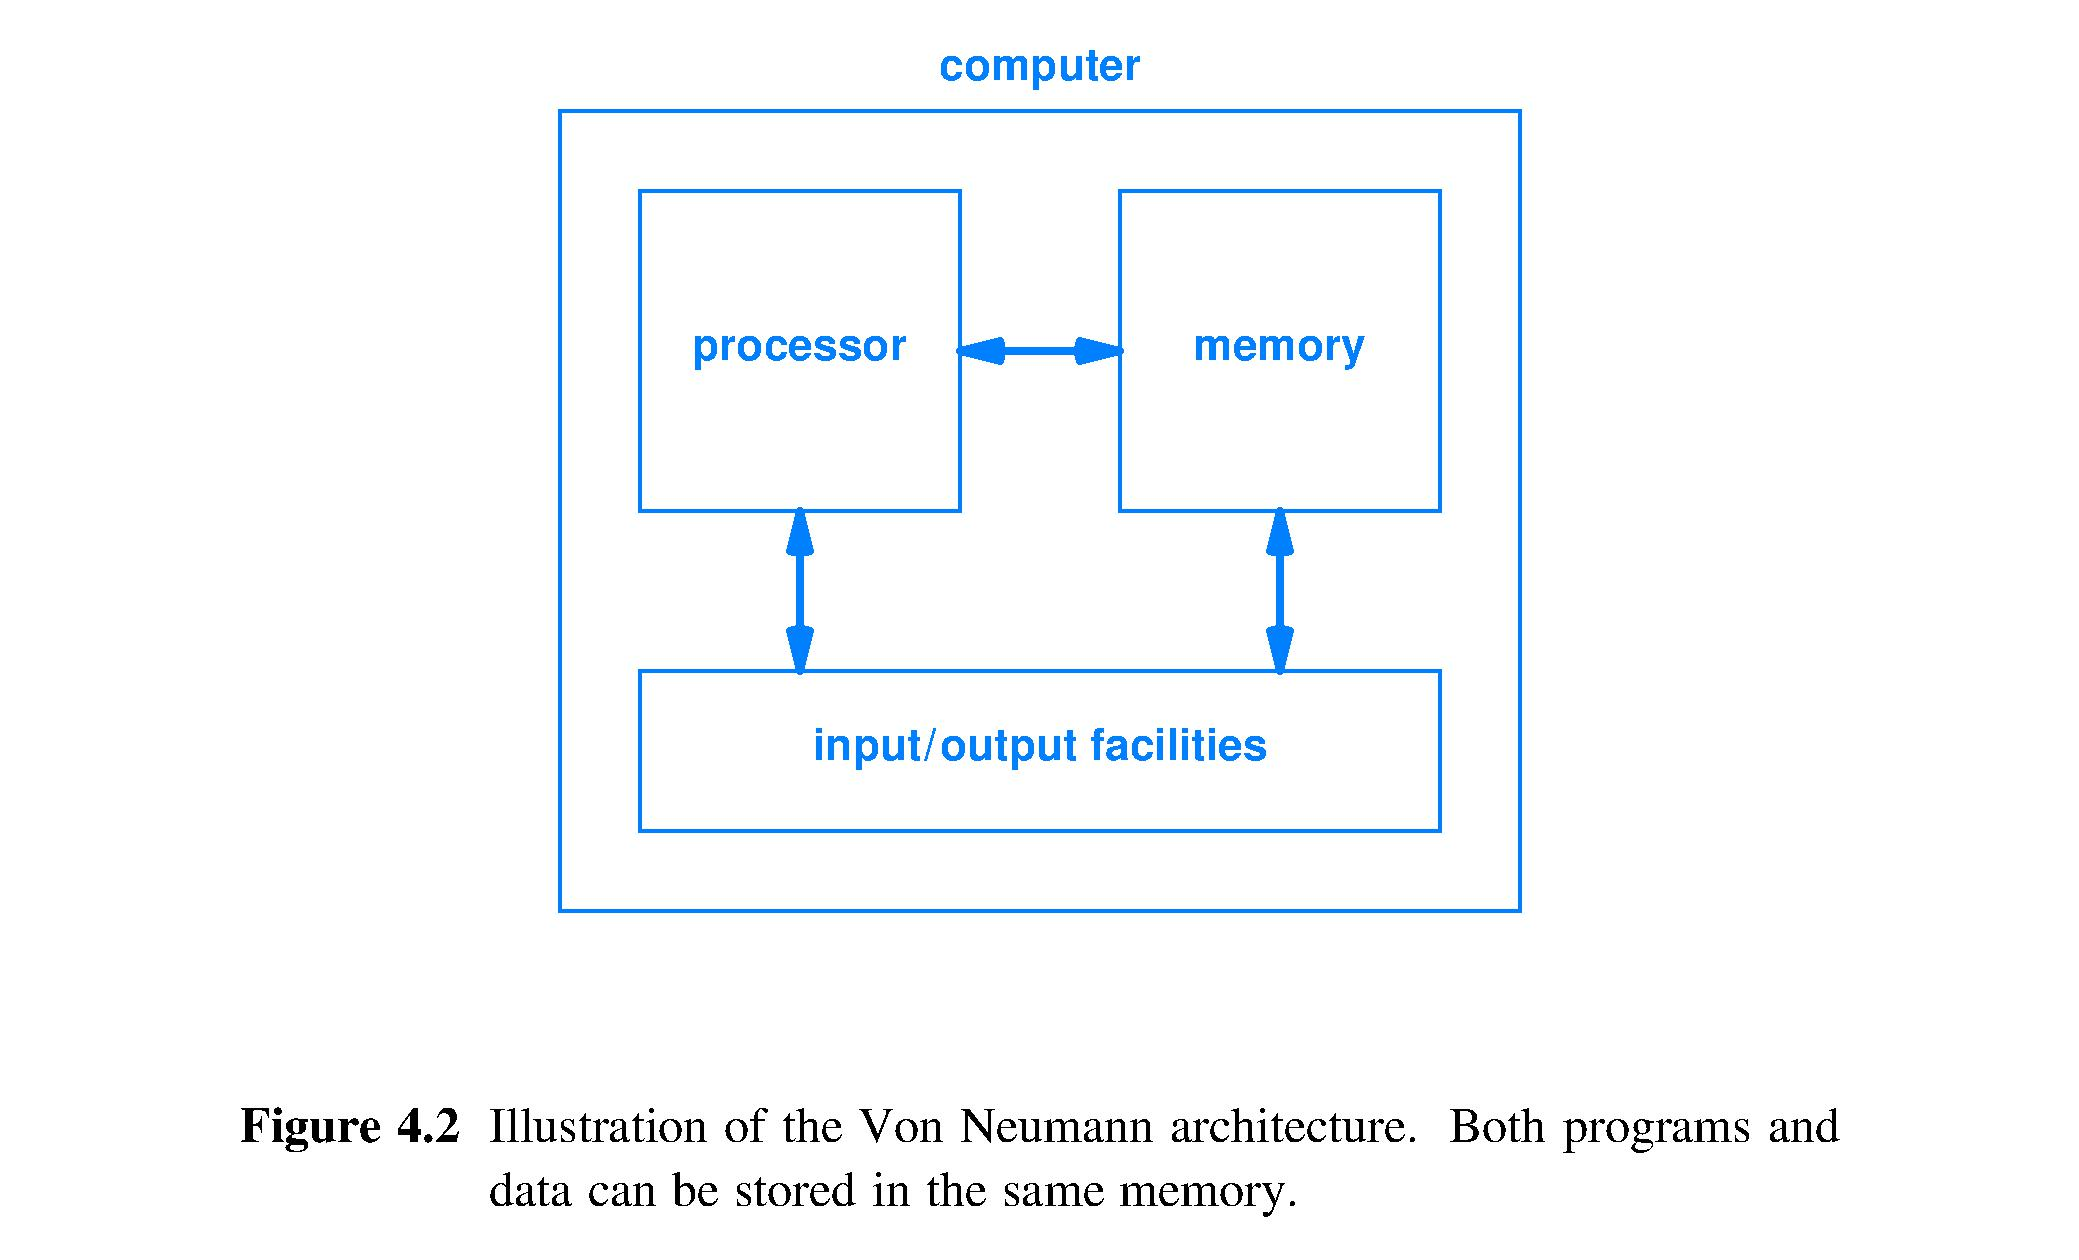 computer
processor
memory
input/output facilities
Figure 4.2 Illustration of the Von Neumann architecture. Both programs and
data can be stored in the same memory.